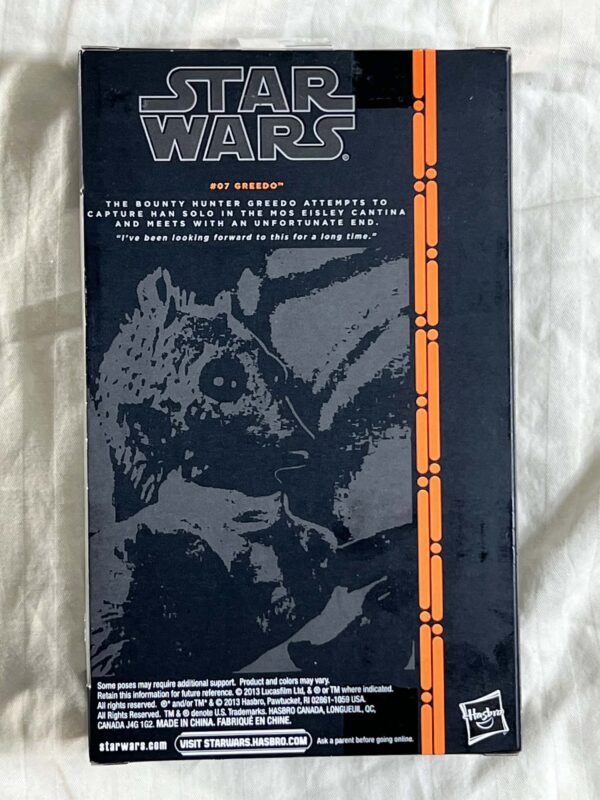 STAR
WARS®
#07 GREEDO™
THE BOUNTY HUNTER GREEDO ATTEMPTS TO
CAPTURE HAN SOLO IN THE MOS EISLEY CANTINA
AND MEETS WITH AN UNFORTUNATE END.
"I've been looking forward to this for a long time."
Some poses may require additional support. Product and colors may vary.
Retain this information for future reference. © 2013 Lucasfilm Ltd. & ® or TM where indicated.
All rights reserved. ®* and/or TM* & © 2013 Hasbro, Pawtucket, RI 02861-1059 USA.
All Rights Reserved. TM & ® denote U.S. Trademarks. HASBRO CANADA, LONGUEUIL, QC,
CANADA J4G 1G2. MADE IN CHINA. FABRIQUÉ EN CHINE.
starwars.com VISIT STARWARS.HASBRO.COM Ask a parent before going online.
Hasbro